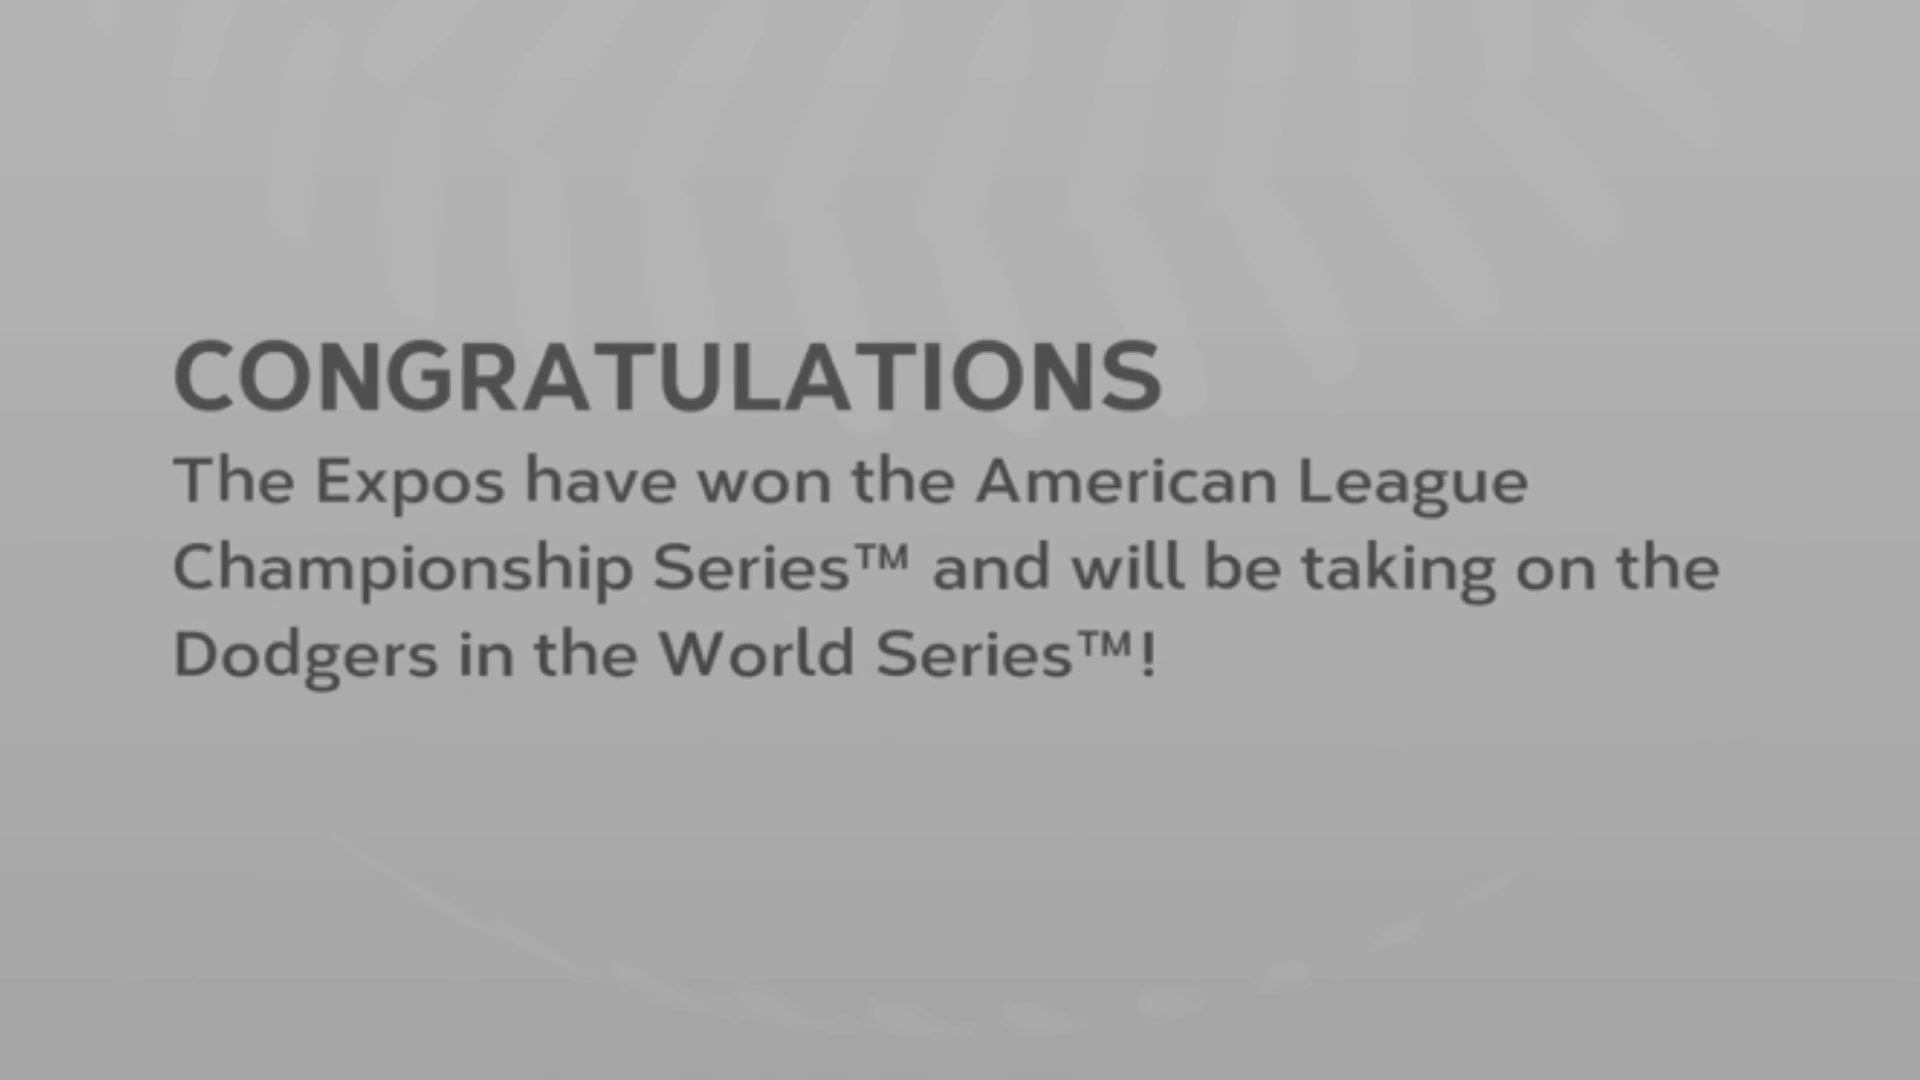 CONGRATULATIONS
The Expos have won the American League
Championship Series™ and will be taking on the
Dodgers in the World Series™!